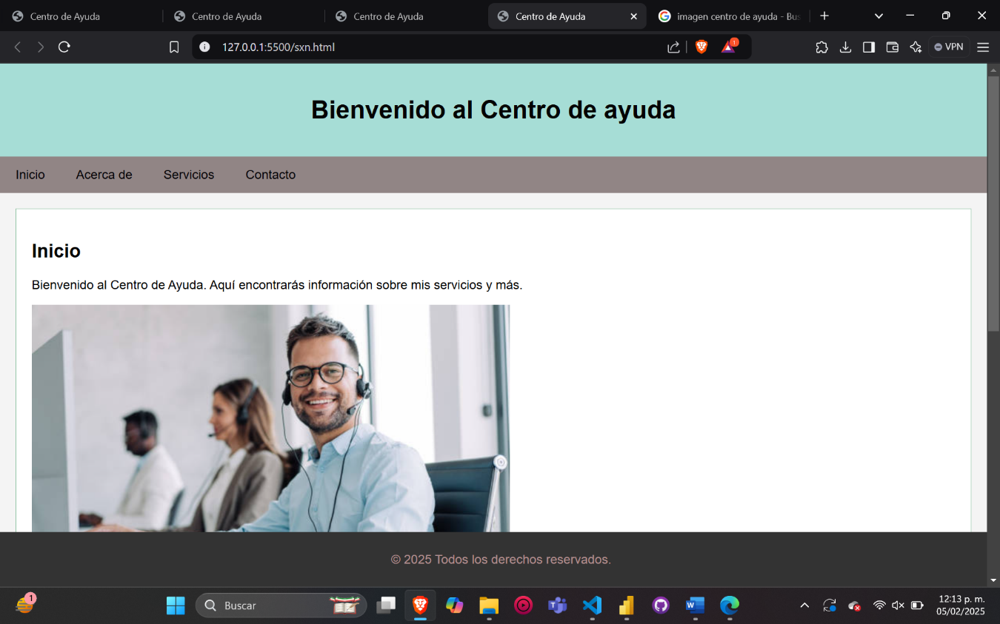 Centro de Ayuda
Centro de Ayuda
Centro de Ayuda
Centro de Ayuda
imagen centro de ayuda - Bus
127.0.0.1:5500/sxn.html
1
VPN
Bienvenido al Centro de ayuda
Inicio
Acerca de
Servicios
Contacto
Inicio
Bienvenido al Centro de Ayuda. Aquí encontrarás información sobre mis servicios y más.
© 2025 Todos los derechos reservados.
1
Buscar
12:13 p. m.
05/02/2025